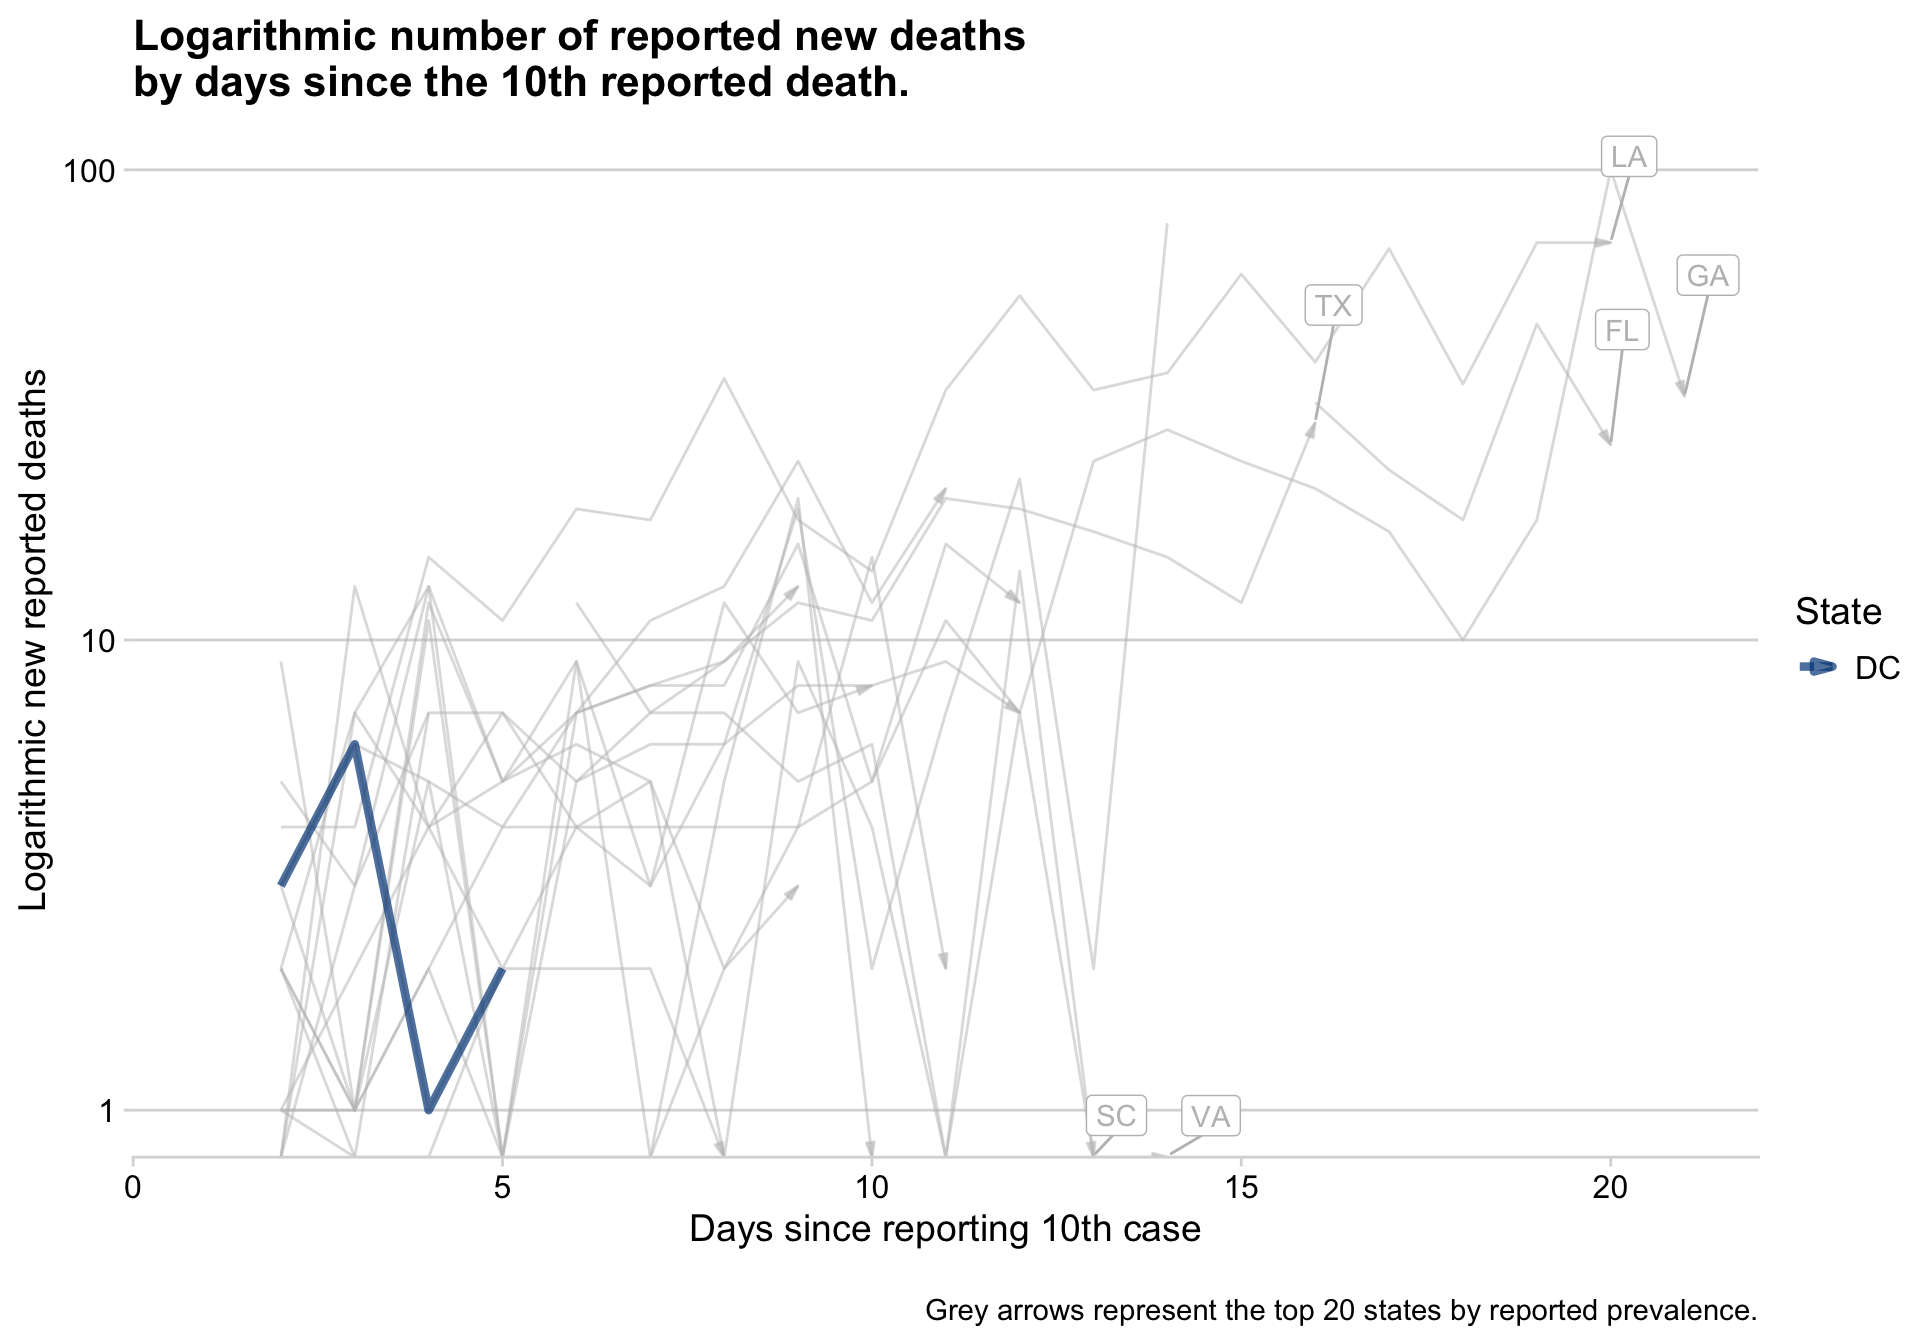 Logarithmic number of reported new deaths
by days since the 10th reported death.
100
10
1
Logarithmic new reported deaths
LA
GA
TX
FL
SC
VA
State
DC
0
5
10
15
20
Days since reporting 10th case
Grey arrows represent the top 20 states by reported prevalence.